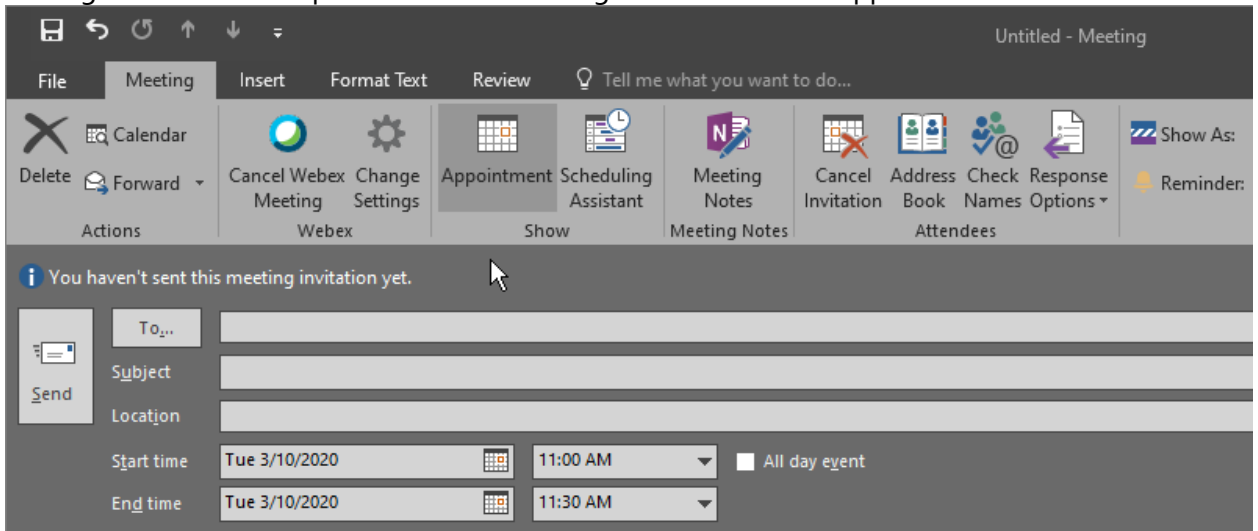 Untitled - Meeting
File Meeting Insert Format Text Review Tell me what you want to do...
Delete
Calendar
Forward
Actions
Cancel Webex Meeting
Change Settings
Webex
Appointment
Scheduling Assistant
Show
N
Meeting Notes
Meeting Notes
Cancel Invitation
Address Book
Check Names
Response Options
Attendees
Show As:
Reminder:
i You haven't sent this meeting invitation yet.
Send
To...
Subject
Location
Start time Tue 3/10/2020 11:00 AM All day event
End time Tue 3/10/2020 11:30 AM